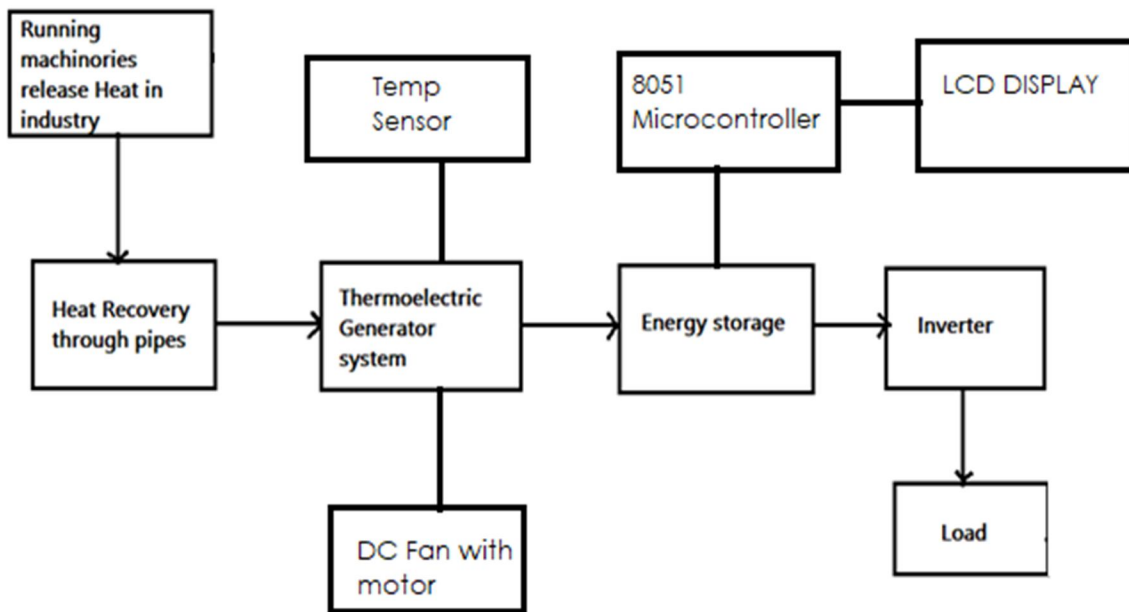 Running
machinories
release Heat in
industry
Temp
Sensor
8051
Microcontroller
LCD DISPLAY
Heat Recovery
through pipes
Thermoelectric
Generator
system
Energy storage
Inverter
DC Fan with
motor
Load